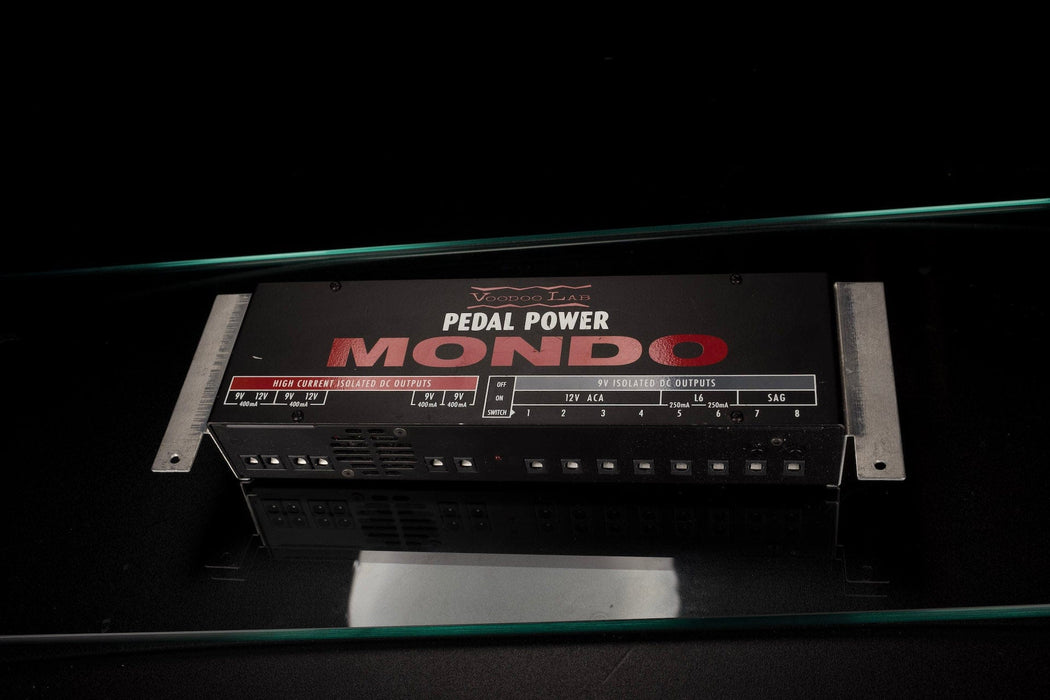 VOODOO LAB
PEDAL POWER
MONDO
HIGH CURRENT ISOLATED DC OUTPUTS
9V 12V 9V 12V 9V 9V
400mA 400mA 400mA 400mA
OFF 9V ISOLATED DC OUTPUTS
ON 12V ACA L6 SAG
250mA 250mA
SWITCH 1 2 3 4 5 6 7 8